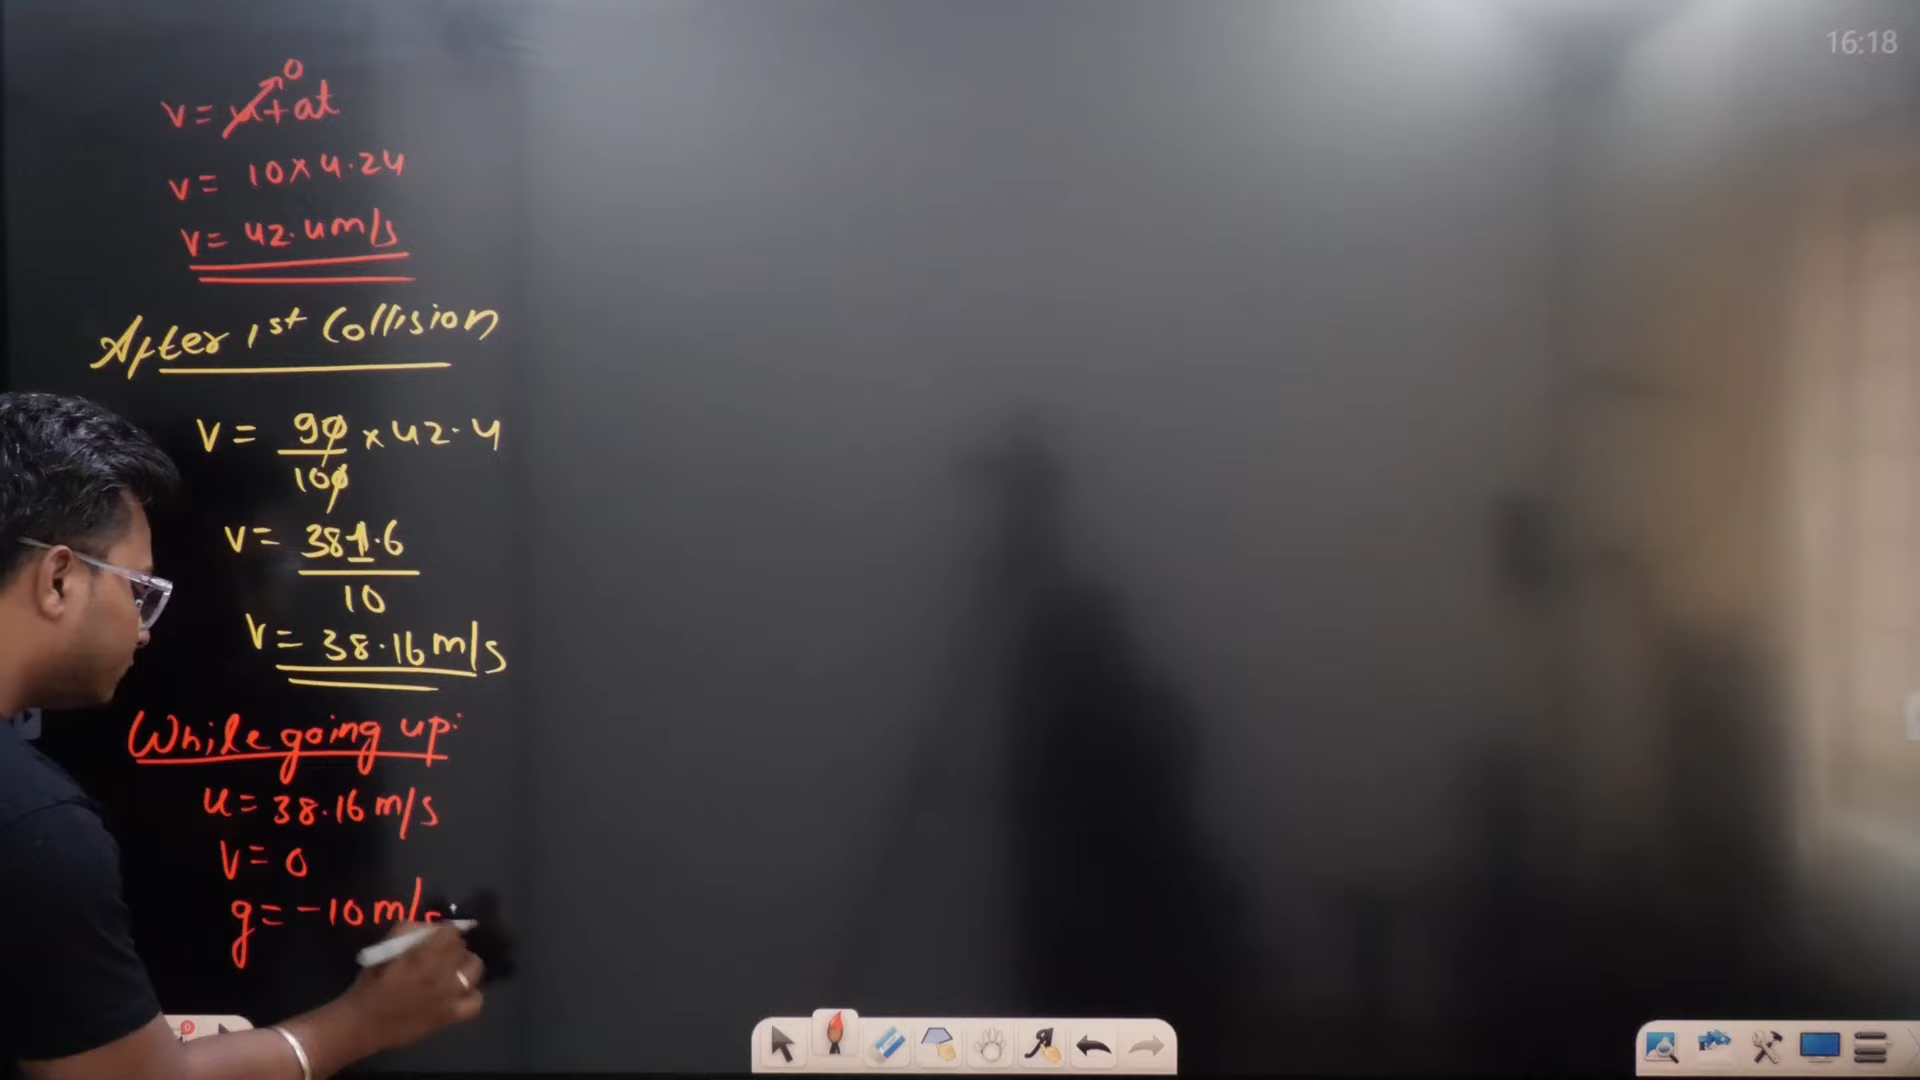 16:18
v = u + at
0
v = 10 × 4.24
v = 42.4 m/s
After 1st Collision
v = 90/100 × 42.4
v = 381.6/10
v = 38.16 m/s
While going up:
u = 38.16 m/s
v = 0
g = -10 m/s